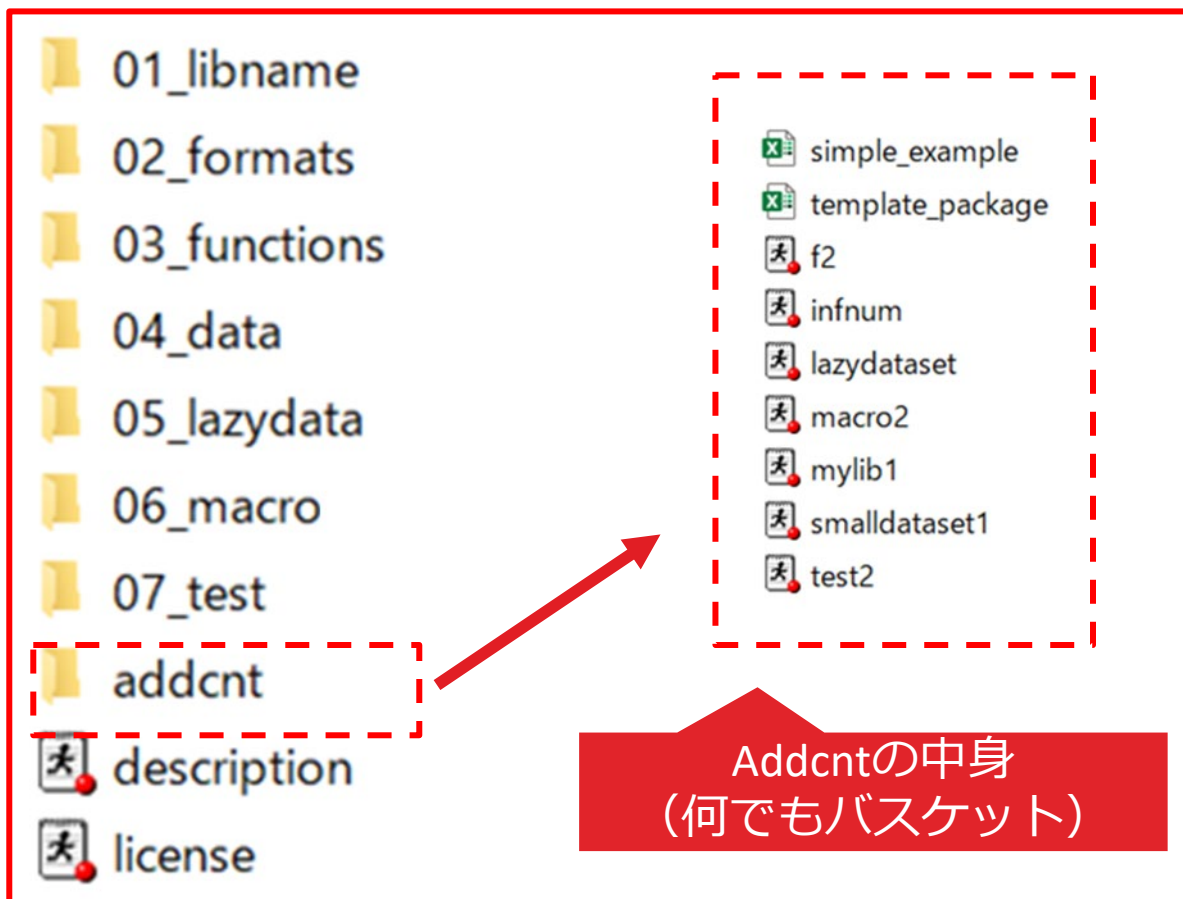 01_libname
02_formats
03_functions
04_data
05_lazydata
06_macro
07_test
addcnt
description
license
simple_example
template_package
f2
infnum
lazydataset
macro2
mylib1
smalldataset1
test2
Addcntの中身
（何でもバスケット）